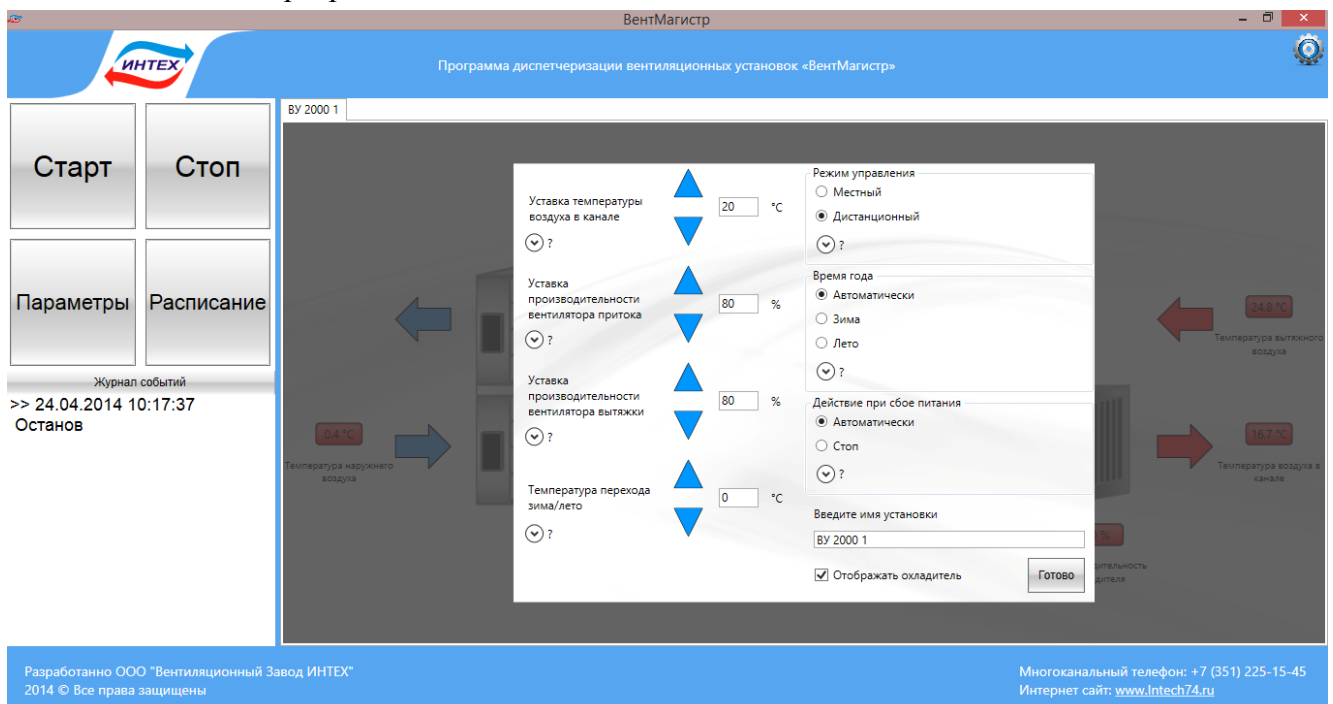 ВентМагистр
ИНТЕХ
Программа диспетчеризации вентиляционных установок «ВентМагистр»
Старт
Стоп
Параметры
Расписание
Журнал событий
>> 24.04.2014 10:17:37
Останов
ВУ 2000 1
Уставка температуры
воздуха в канале
20 °C
?
Уставка
производительности
вентилятора притока
80 %
?
Уставка
производительности
вентилятора вытяжки
80 %
?
Температура перехода
зима/лето
0 °C
?
Режим управления
Местный
Дистанционный
?
Время года
Автоматически
Зима
Лето
?
Действие при сбое питания
Автоматически
Стоп
?
Введите имя установки
ВУ 2000 1
Отображать охладитель
Готово
0.4 °C
Температура наружного
воздуха
24.8 °C
Температура вытяжного
воздуха
16.7 °C
Температура воздуха в
канале
%
Разработанно ООО "Вентиляционный Завод ИНТЕХ"
2014 © Все права защищены
Многоканальный телефон: +7 (351) 225-15-45
Интернет сайт: www.Intech74.ru